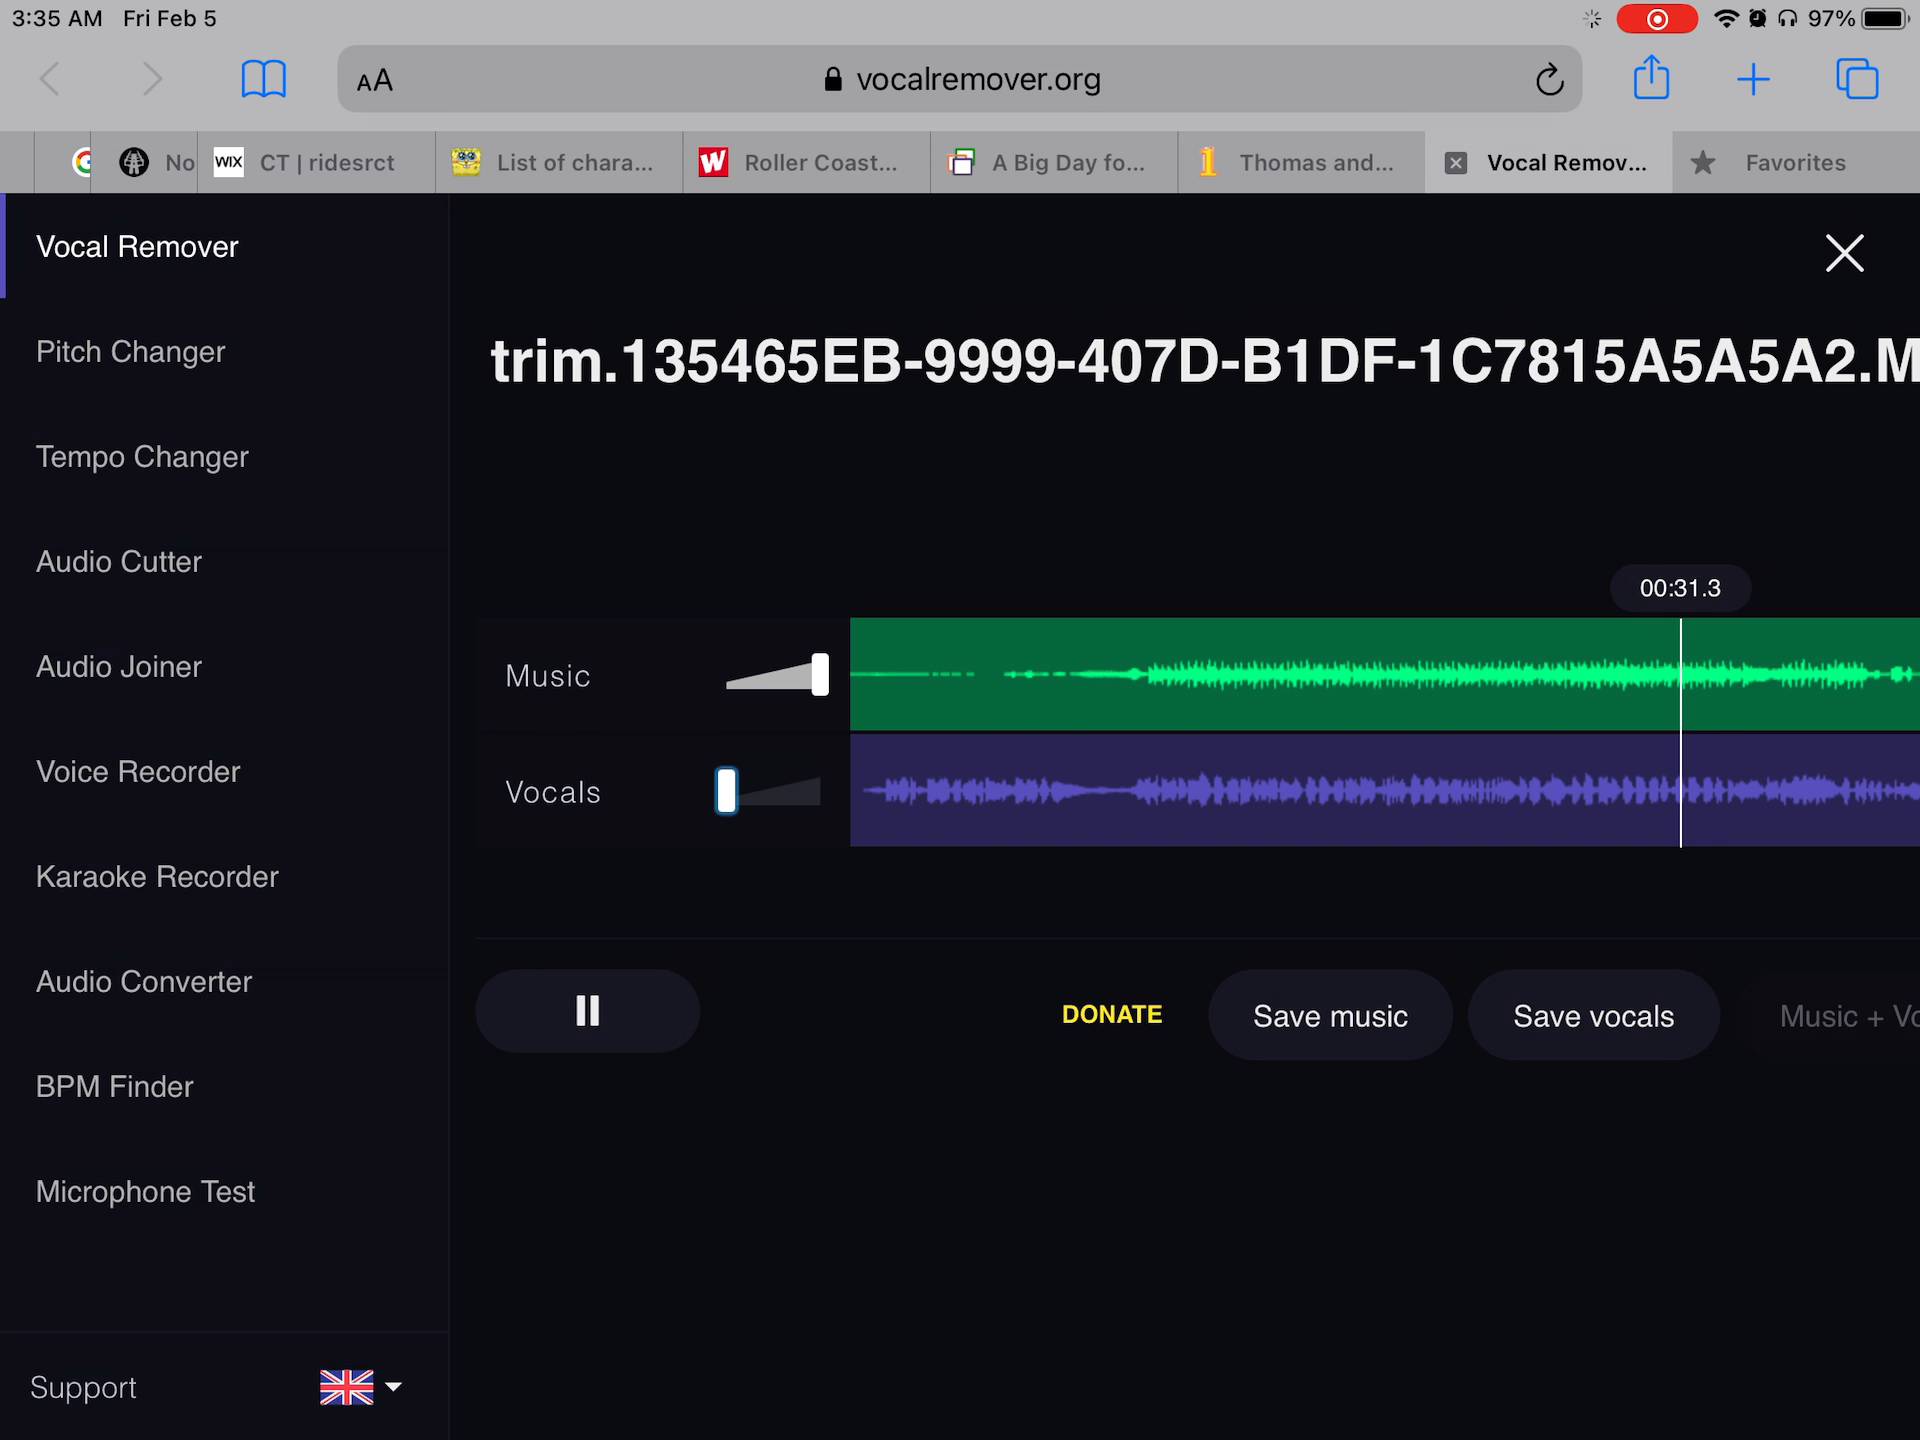 3:35 AM Fri Feb 5
97%
AA
vocalremover.org
No
WIX CT | ridesrct
List of chara...
W Roller Coast...
A Big Day fo...
1 Thomas and...
Vocal Remov...
Favorites
Vocal Remover
Pitch Changer
Tempo Changer
Audio Cutter
Audio Joiner
Voice Recorder
Karaoke Recorder
Audio Converter
BPM Finder
Microphone Test
Support
trim.135465EB-9999-407D-B1DF-1C7815A5A5A2.M
00:31.3
Music
Vocals
DONATE
Save music
Save vocals
Music + Vo